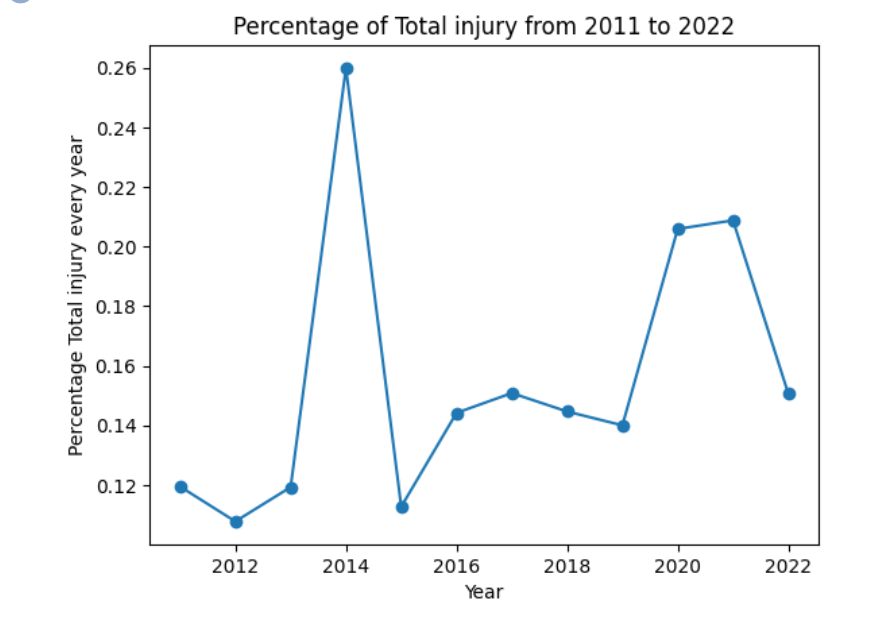 Percentage of Total injury from 2011 to 2022
Percentage Total injury every year
0.26
0.24
0.22
0.20
0.18
0.16
0.14
0.12
2012 2014 2016 2018 2020 2022
Year